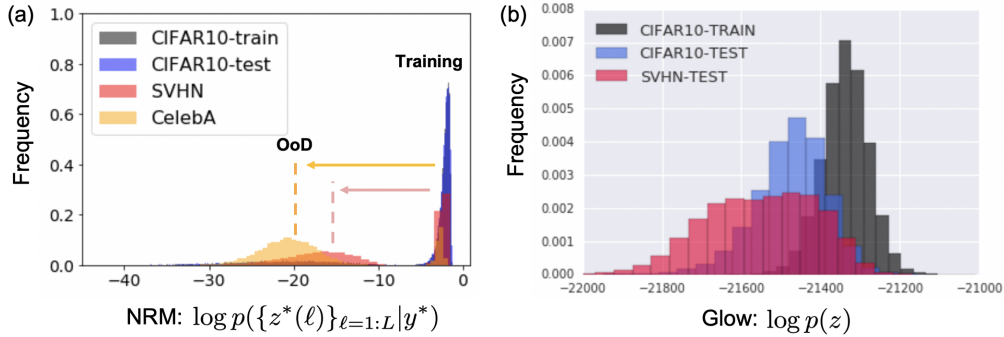 (a)
1.0
0.8
0.6
0.4
0.2
0.0
Frequency
CIFAR10-train
CIFAR10-test
SVHN
CelebA
Training
OoD
−40 −30 −20 −10 0
NRM: log p({z*(ℓ)}ℓ=1:L|y*)
(b)
0.008
0.007
0.006
0.005
0.004
0.003
0.002
0.001
0.000
Frequency
CIFAR10-TRAIN
CIFAR10-TEST
SVHN-TEST
−22000 −21800 −21600 −21400 −21200 −21000
Glow: log p(z)